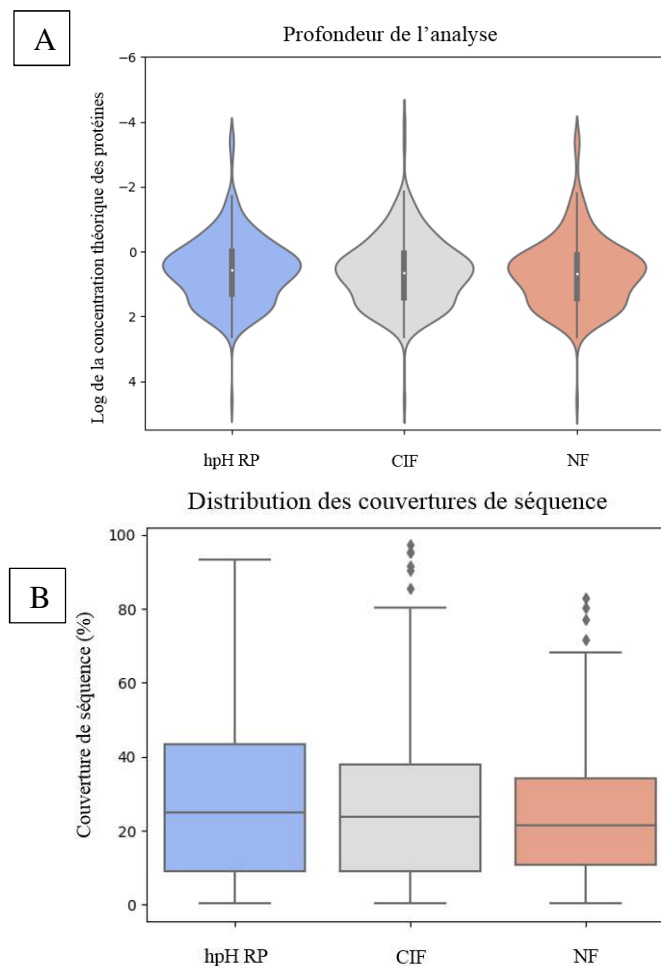 A
Profondeur de l’analyse
Log de la concentration théorique des protéines
−6
−4
−2
0
2
4
hpH RP
CIF
NF
Distribution des couvertures de séquence
B
Couverture de séquence (%)
100
80
60
40
20
0
hpH RP
CIF
NF